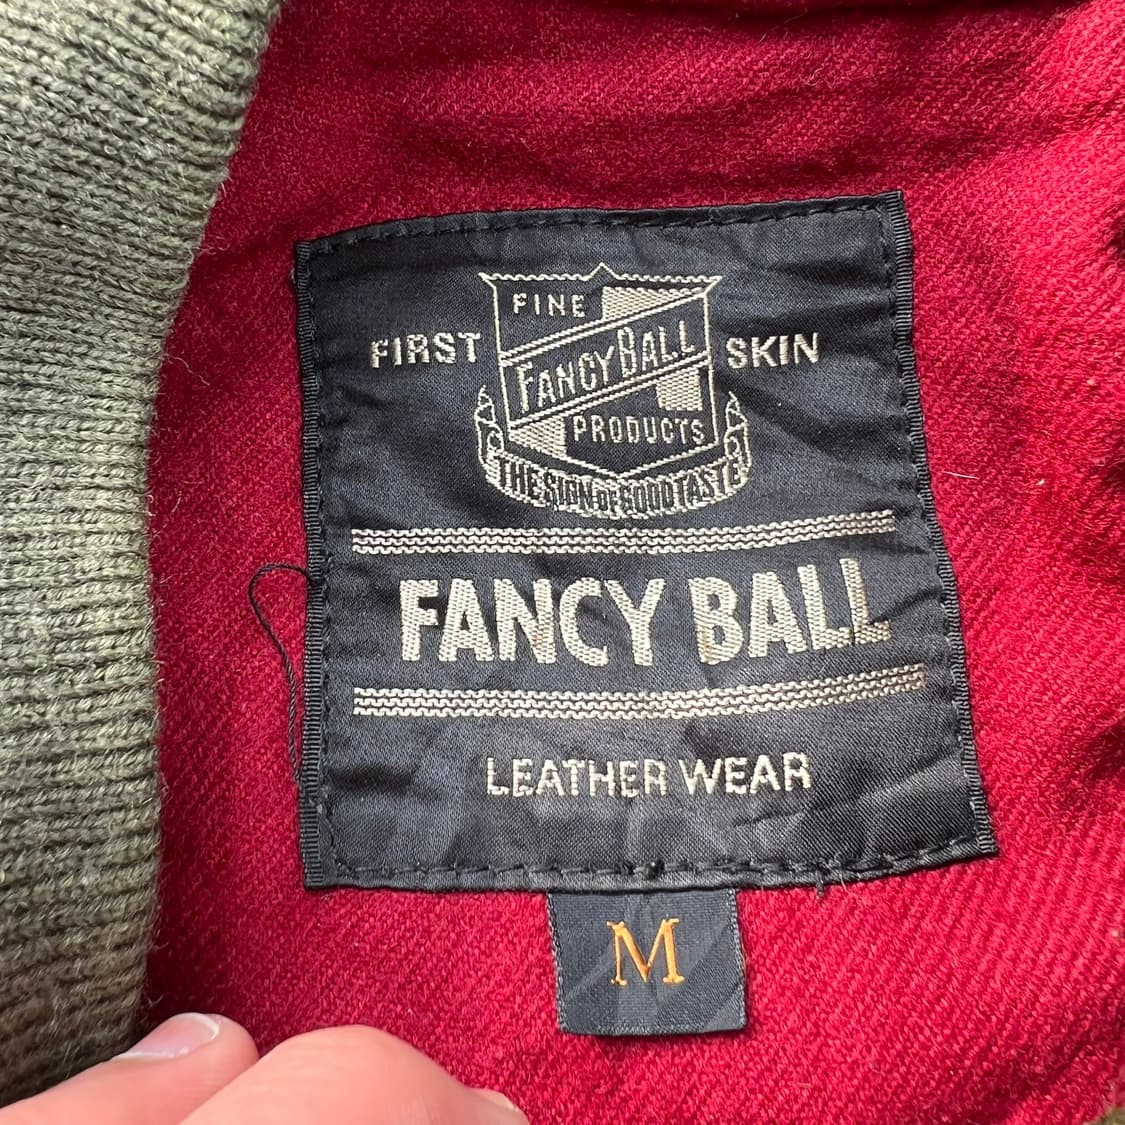 FINE
FIRST FANCY BALL SKIN
PRODUCTS
THE SIGN OF GOOD TASTE
FANCY BALL
LEATHER WEAR
M